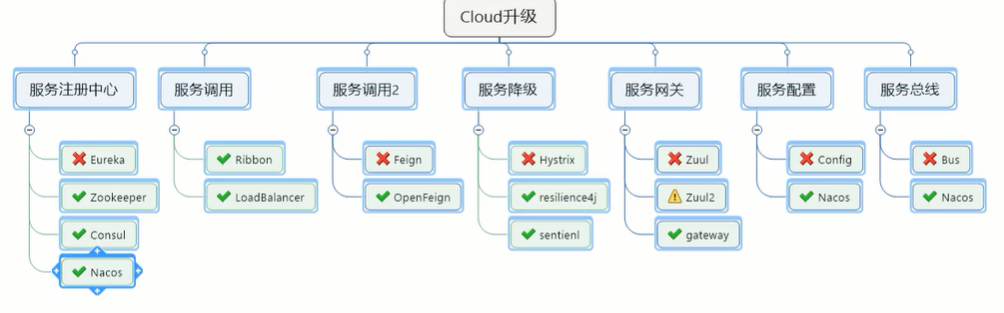 Cloud升级
服务注册中心
Eureka
Zookeeper
Consul
Nacos
服务调用
Ribbon
LoadBalancer
服务调用2
Feign
OpenFeign
服务降级
Hystrix
resilience4j
sentienl
服务网关
Zuul
Zuul2
gateway
服务配置
Config
Nacos
服务总线
Bus
Nacos